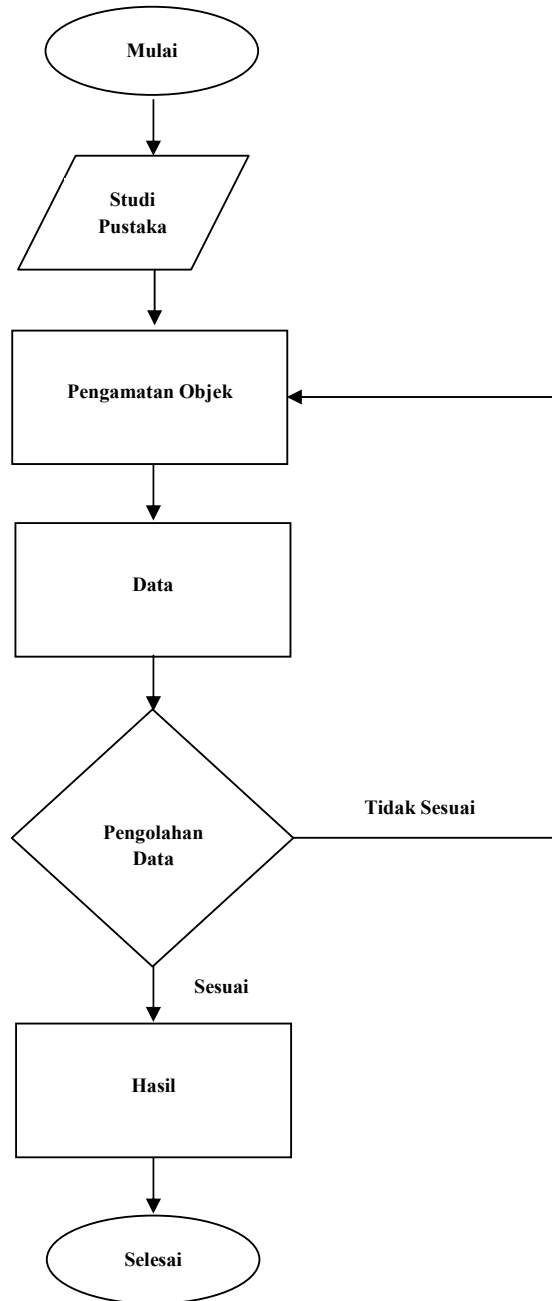 Mulai
Studi
Pustaka
Pengamatan Objek
Data
Pengolahan
Data
Tidak Sesuai
Sesuai
Hasil
Selesai